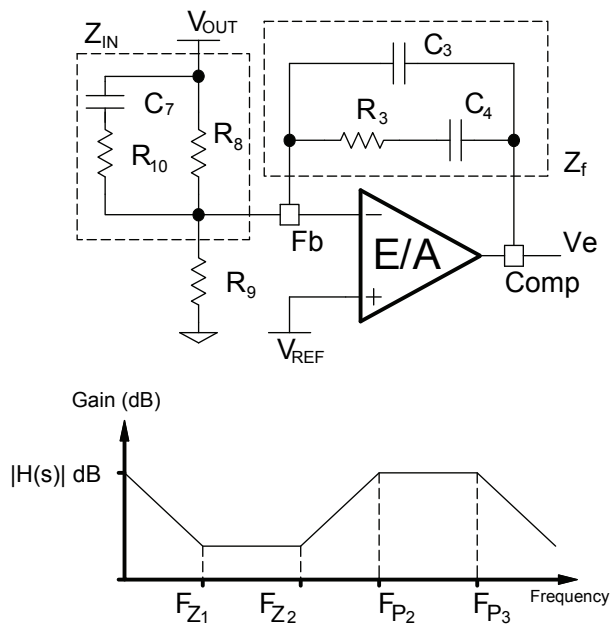 V_OUT
Z_IN
C_3
C_7
R_3
C_4
R_8
R_10
Z_f
Fb
−
E/A
Ve
Comp
R_9
+
V_REF
Gain (dB)
|H(s)| dB
F_Z1 F_Z2 F_P2 F_P3 Frequency